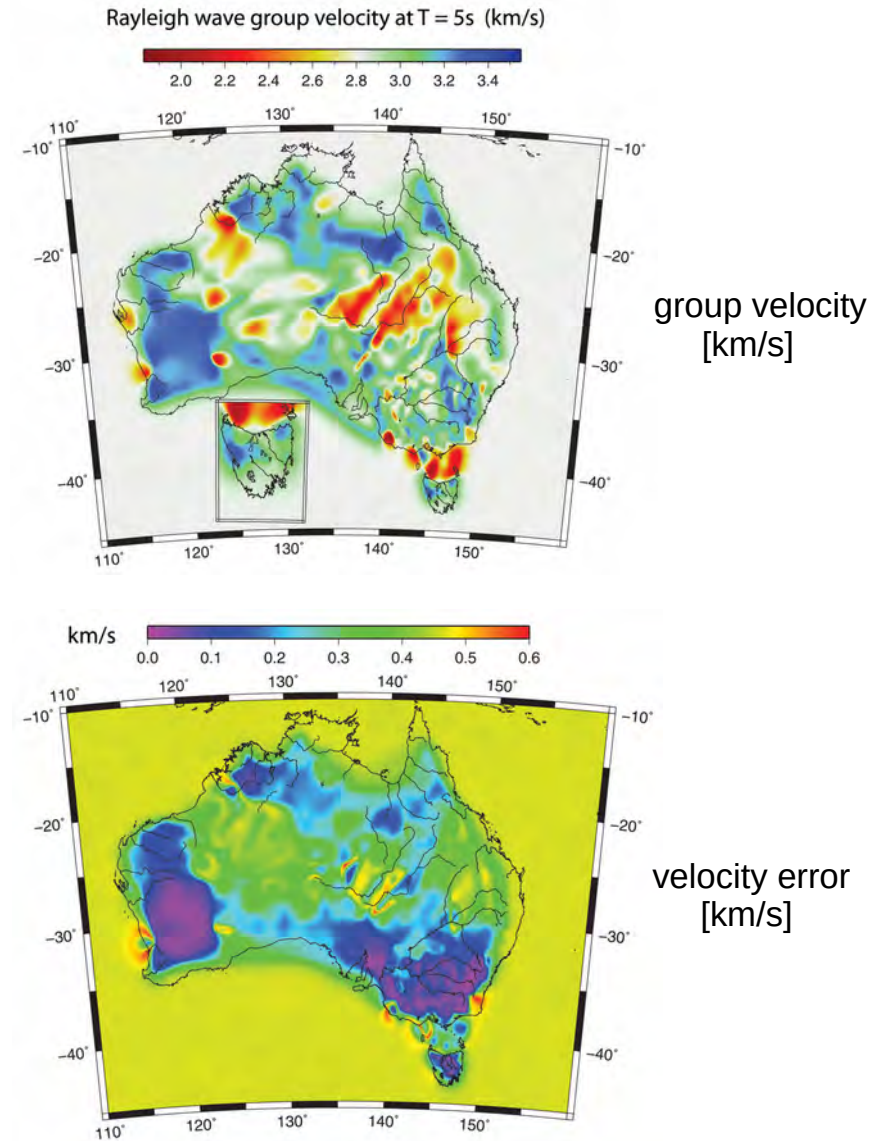 Rayleigh wave group velocity at T = 5s (km/s)
2.0 2.2 2.4 2.6 2.8 3.0 3.2 3.4
110˚ 120˚ 130˚ 140˚ 150˚
−10˚ −10˚
−20˚ −20˚
−30˚ −30˚
−40˚ −40˚
110˚ 120˚ 130˚ 140˚ 150˚
group velocity
[km/s]
km/s
0.0 0.1 0.2 0.3 0.4 0.5 0.6
110˚ 120˚ 130˚ 140˚ 150˚
−10˚ −10˚
−20˚ −20˚
−30˚ −30˚
−40˚ −40˚
110˚ 120˚ 130˚ 140˚ 150˚
velocity error
[km/s]